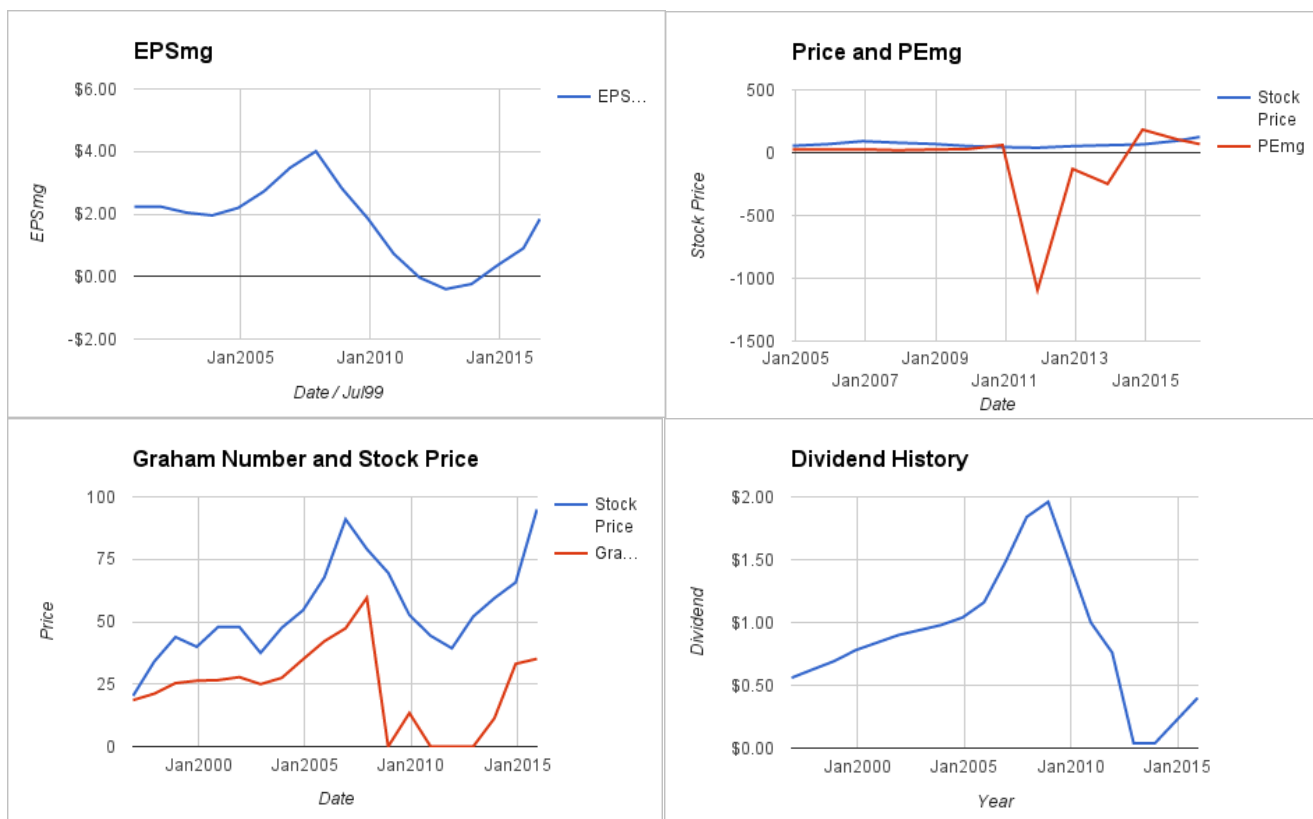 EPSmg
$6.00
$4.00
$2.00
$0.00
-$2.00
EPSmg
EPS...
Jan2005 Jan2010 Jan2015
Date / Jul99
Price and PEmg
500
0
-500
-1000
-1500
Stock Price
Stock
Price
PEmg
Jan2005 Jan2009 Jan2013
Jan2007 Jan2011 Jan2015
Date
Graham Number and Stock Price
100
75
50
25
0
Price
Stock
Price
Gra...
Jan2000 Jan2005 Jan2010 Jan2015
Date
Dividend History
$2.00
$1.50
$1.00
$0.50
$0.00
Dividend
Jan2000 Jan2005 Jan2010 Jan2015
Year